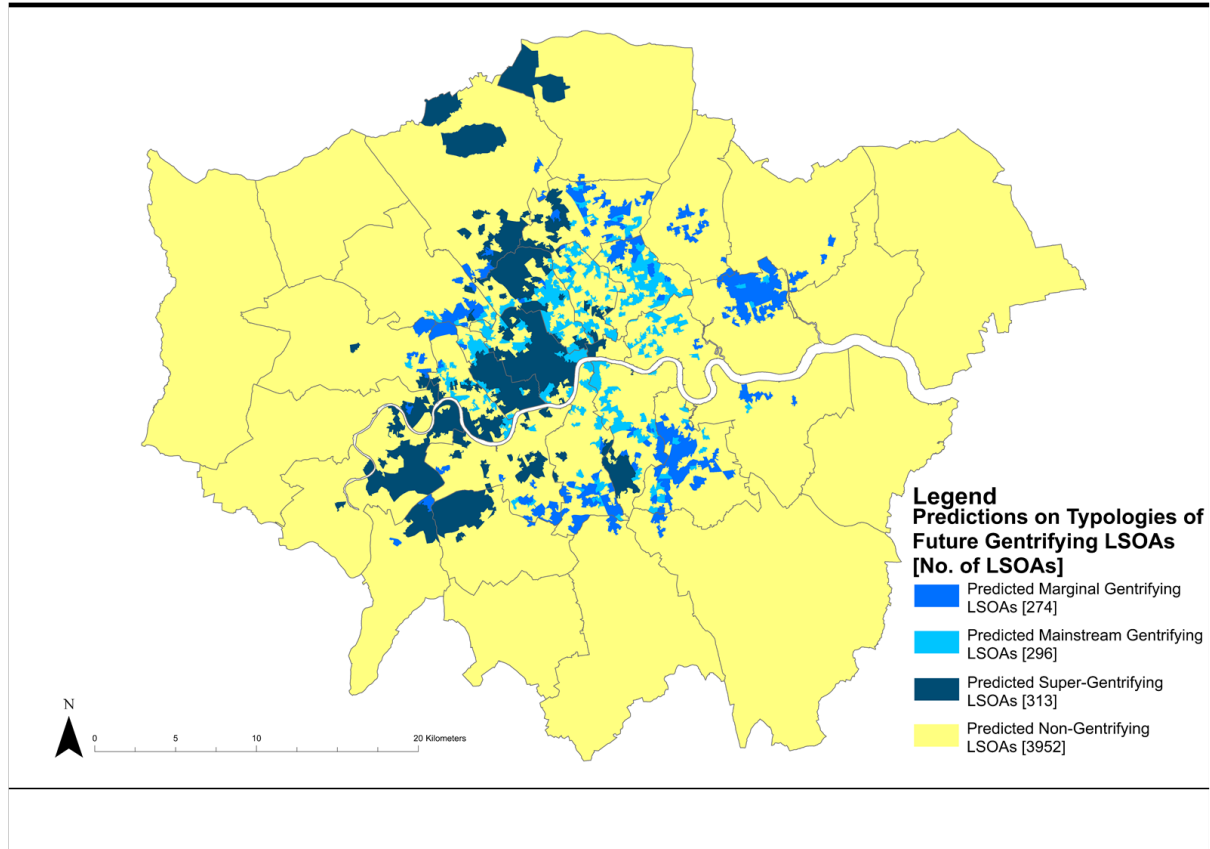 Legend
Predictions on Typologies of
Future Gentrifying LSOAs
[No. of LSOAs]
Predicted Marginal Gentrifying
LSOAs [274]
Predicted Mainstream Gentrifying
LSOAs [296]
Predicted Super-Gentrifying
LSOAs [313]
Predicted Non-Gentrifying
LSOAs [3952]
N
0 5 10 20 Kilometers